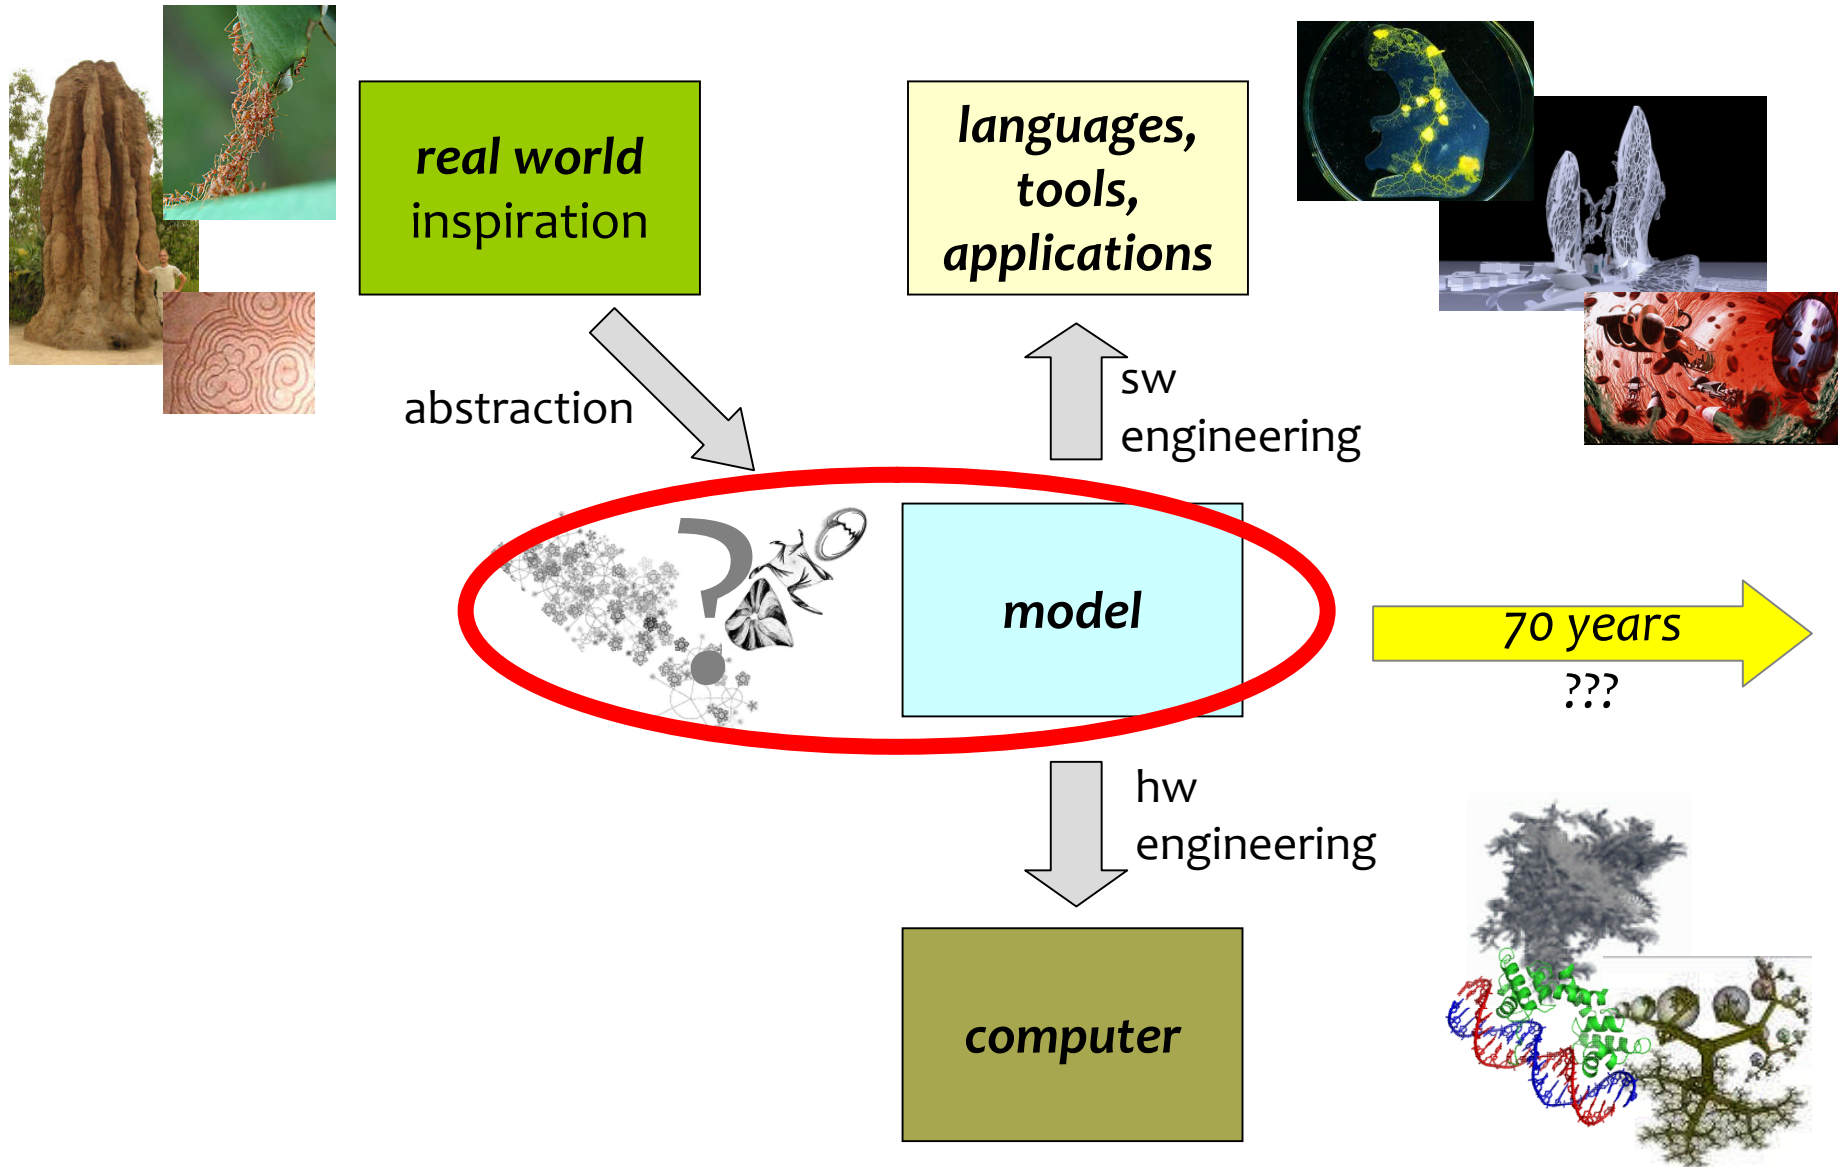 real world
inspiration
languages,
tools,
applications
abstraction
sw
engineering
?
model
70 years
???
hw
engineering
computer